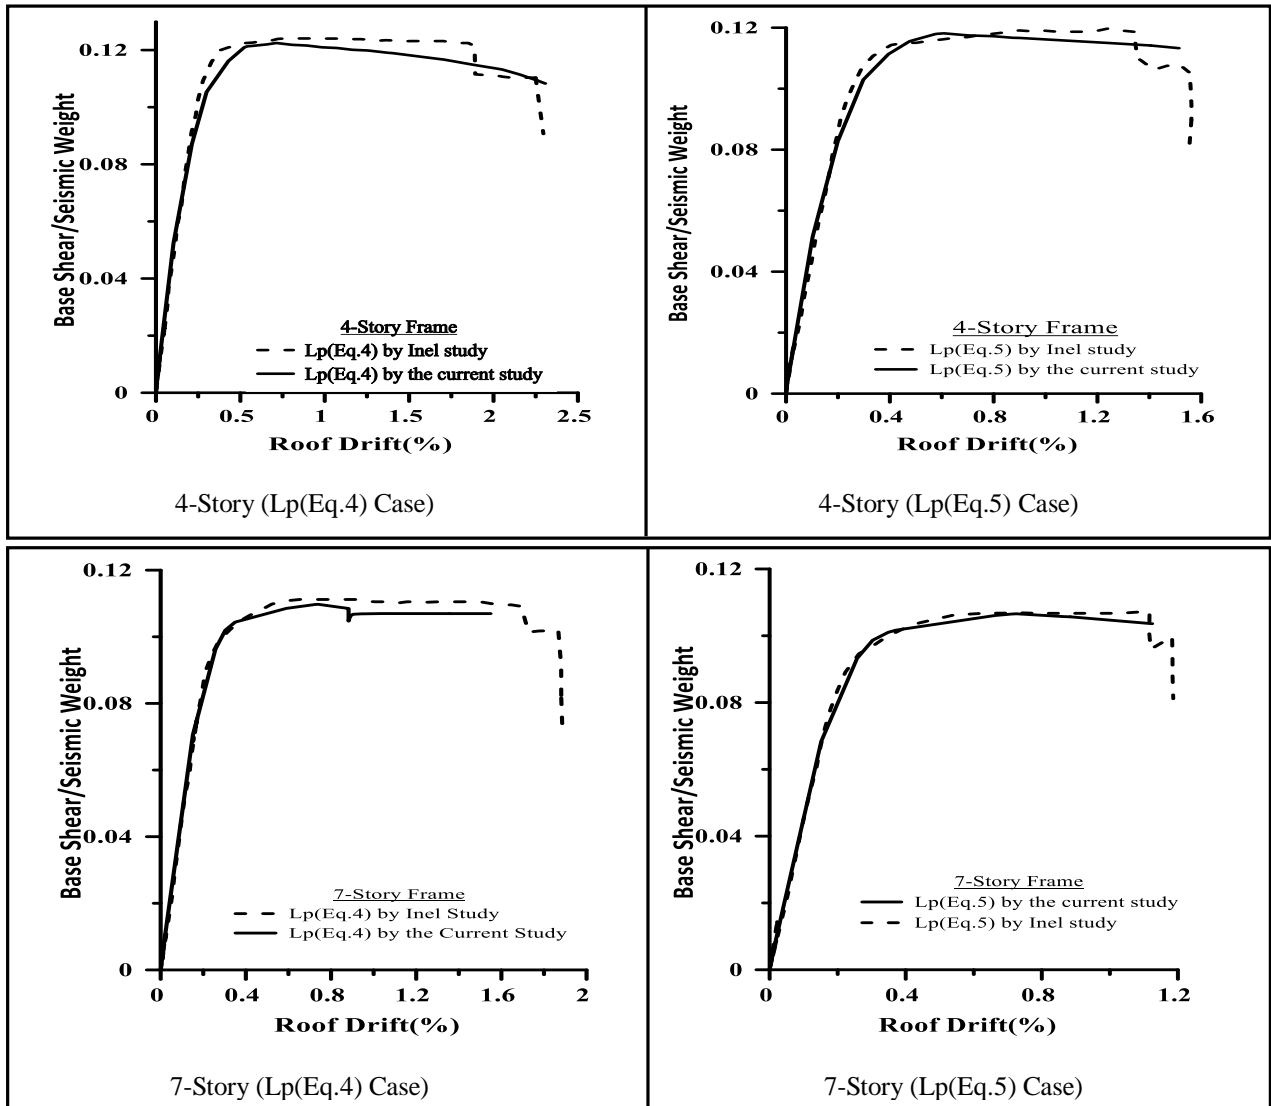 0.12
0.08
0.04
0
Base Shear/Seismic Weight
4-Story Frame
Lp(Eq.4) by Inel study
Lp(Eq.4) by the current study
0 0.5 1 1.5 2 2.5
Roof Drift(%)
4-Story (Lp(Eq.4) Case)
0.12
0.08
0.04
0
Base Shear/Seismic Weight
4-Story Frame
Lp(Eq.5) by Inel study
Lp(Eq.5) by the current study
0 0.4 0.8 1.2 1.6
Roof Drift(%)
4-Story (Lp(Eq.5) Case)
0.12
0.08
0.04
0
Base Shear/Seismic Weight
7-Story Frame
Lp(Eq.4) by Inel Study
Lp(Eq.4) by the Current Study
0 0.4 0.8 1.2 1.6 2
Roof Drift(%)
7-Story (Lp(Eq.4) Case)
0.12
0.08
0.04
0
Base Shear/Seismic Weight
7-Story Frame
Lp(Eq.5) by the current study
Lp(Eq.5) by Inel study
0 0.4 0.8 1.2
Roof Drift(%)
7-Story (Lp(Eq.5) Case)